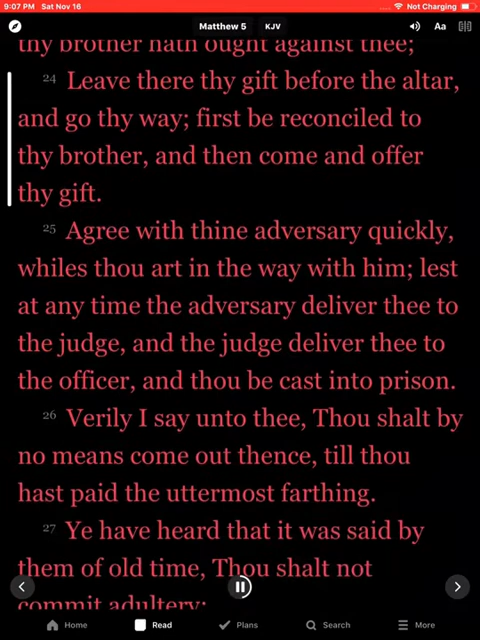 9:07 PM Sat Nov 16 Not Charging
Matthew 5 KJV Aa
thy brother hath ought against thee;
24 Leave there thy gift before the altar,
and go thy way; first be reconciled to
thy brother, and then come and offer
thy gift.
25 Agree with thine adversary quickly,
whiles thou art in the way with him; lest
at any time the adversary deliver thee to
the judge, and the judge deliver thee to
the officer, and thou be cast into prison.
26 Verily I say unto thee, Thou shalt by
no means come out thence, till thou
hast paid the uttermost farthing.
27 Ye have heard that it was said by
them of old time, Thou shalt not
commit adultery:
Home Read Plans Search More